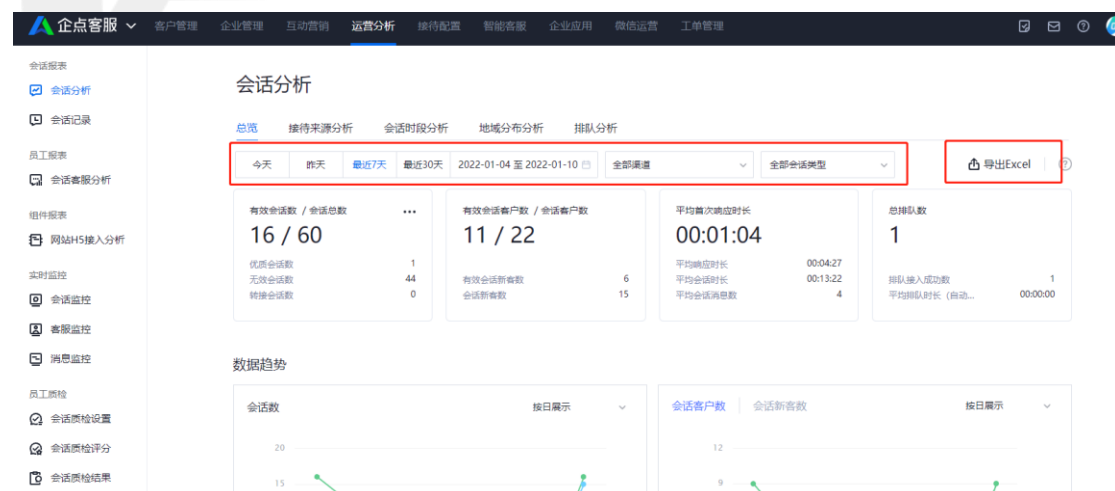 企点客服 客户管理 企业管理 互动营销 运营分析 接待配置 智能客服 企业应用 微信运营 工单管理
会话报表
会话分析
会话记录
员工报表
会话客服分析
组件报表
网站H5接入分析
实时监控
会话监控
客服监控
消息监控
员工质检
会话质检设置
会话质检评分
会话质检结果
会话分析
总览 接待来源分析 会话时段分析 地域分布分析 排队分析
今天 昨天 最近7天 最近30天 2022-01-04 至 2022-01-10 全部渠道 全部会话类型 导出Excel
有效会话数 / 会话总数
16 / 60
优质会话数 1
无效会话数 44
转接会话数 0
有效会话客户数 / 会话客户数
11 / 22
有效会话新客数 6
会话新客数 15
平均首次响应时长
00:01:04
平均响应时长 00:04:27
平均会话时长 00:13:22
平均会话消息数 4
总排队数
1
排队接入成功数 1
平均排队时长（自动... 00:00:00
数据趋势
会话数 按日展示
20
15
会话客户数 会话新客数 按日展示
12
9